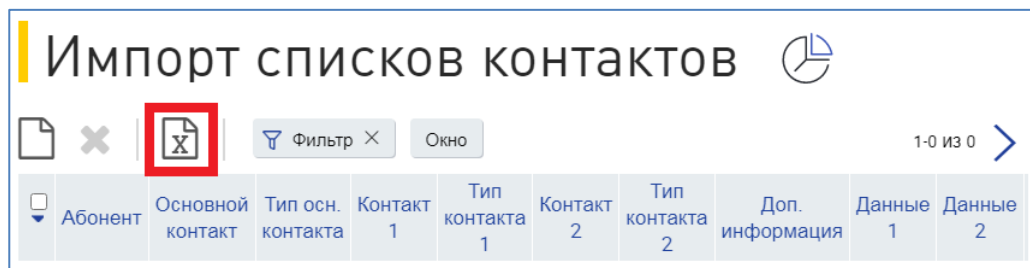 Импорт списков контактов
X
Фильтр × Окно 1-0 из 0
Абонент Основной контакт Тип осн. контакта Контакт 1 Тип контакта 1 Контакт 2 Тип контакта 2 Доп. информация Данные 1 Данные 2